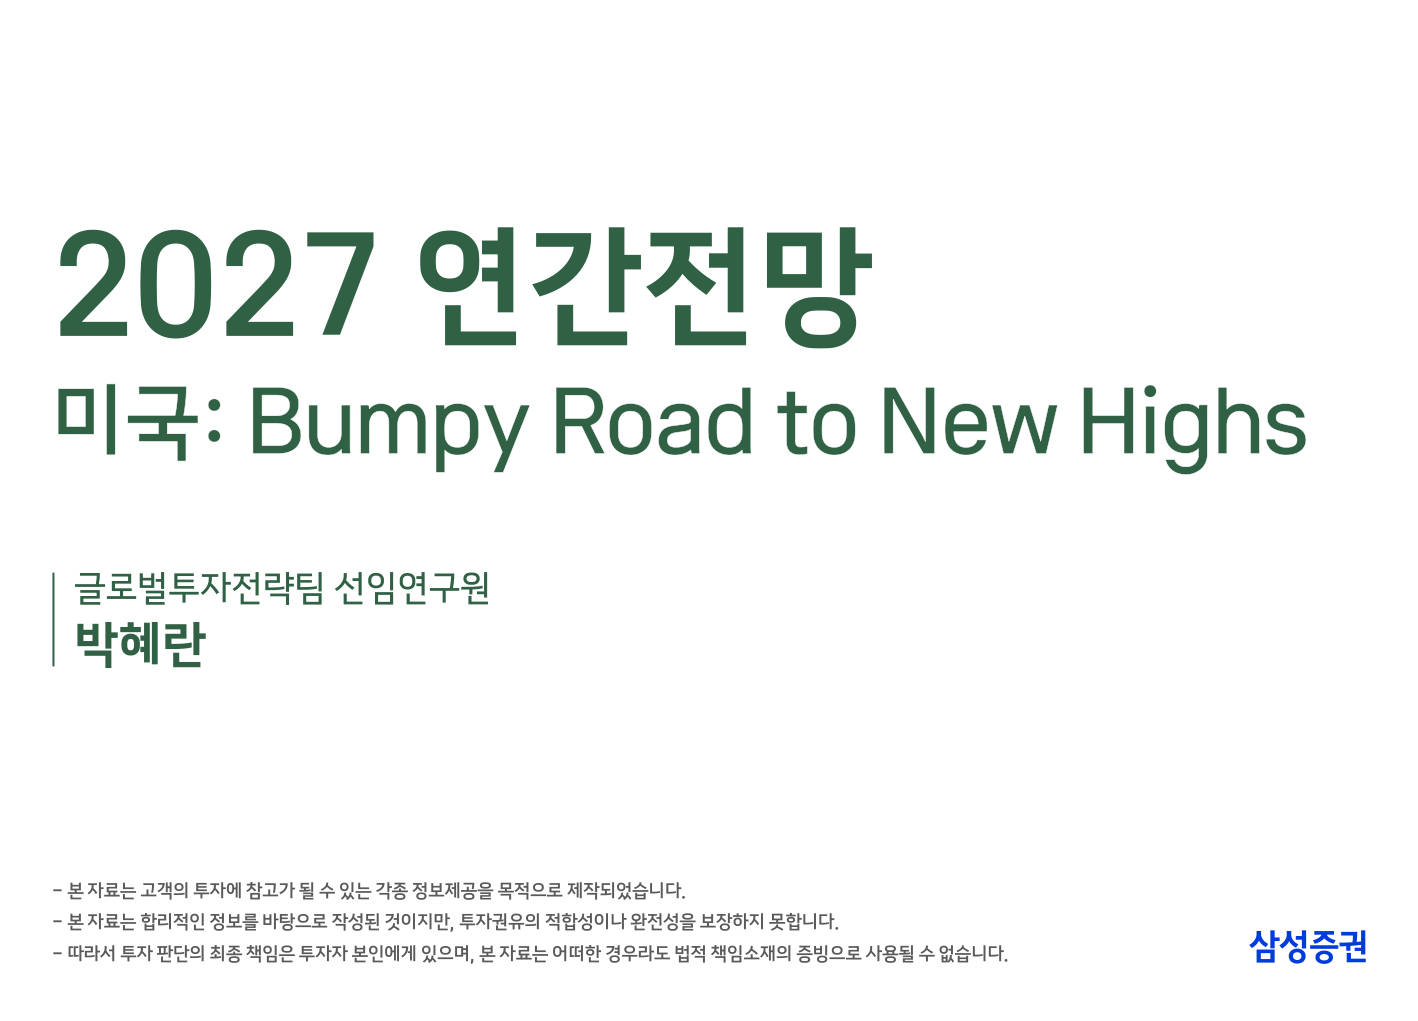 2027 연간전망
미국: Bumpy Road to New Highs
글로벌투자전략팀 선임연구원
박혜란
- 본 자료는 고객의 투자에 참고가 될 수 있는 각종 정보제공을 목적으로 제작되었습니다.
- 본 자료는 합리적인 정보를 바탕으로 작성된 것이지만, 투자권유의 적합성이나 완전성을 보장하지 못합니다.
- 따라서 투자 판단의 최종 책임은 투자자 본인에게 있으며, 본 자료는 어떠한 경우라도 법적 책임소재의 증빙으로 사용될 수 없습니다.
삼성증권